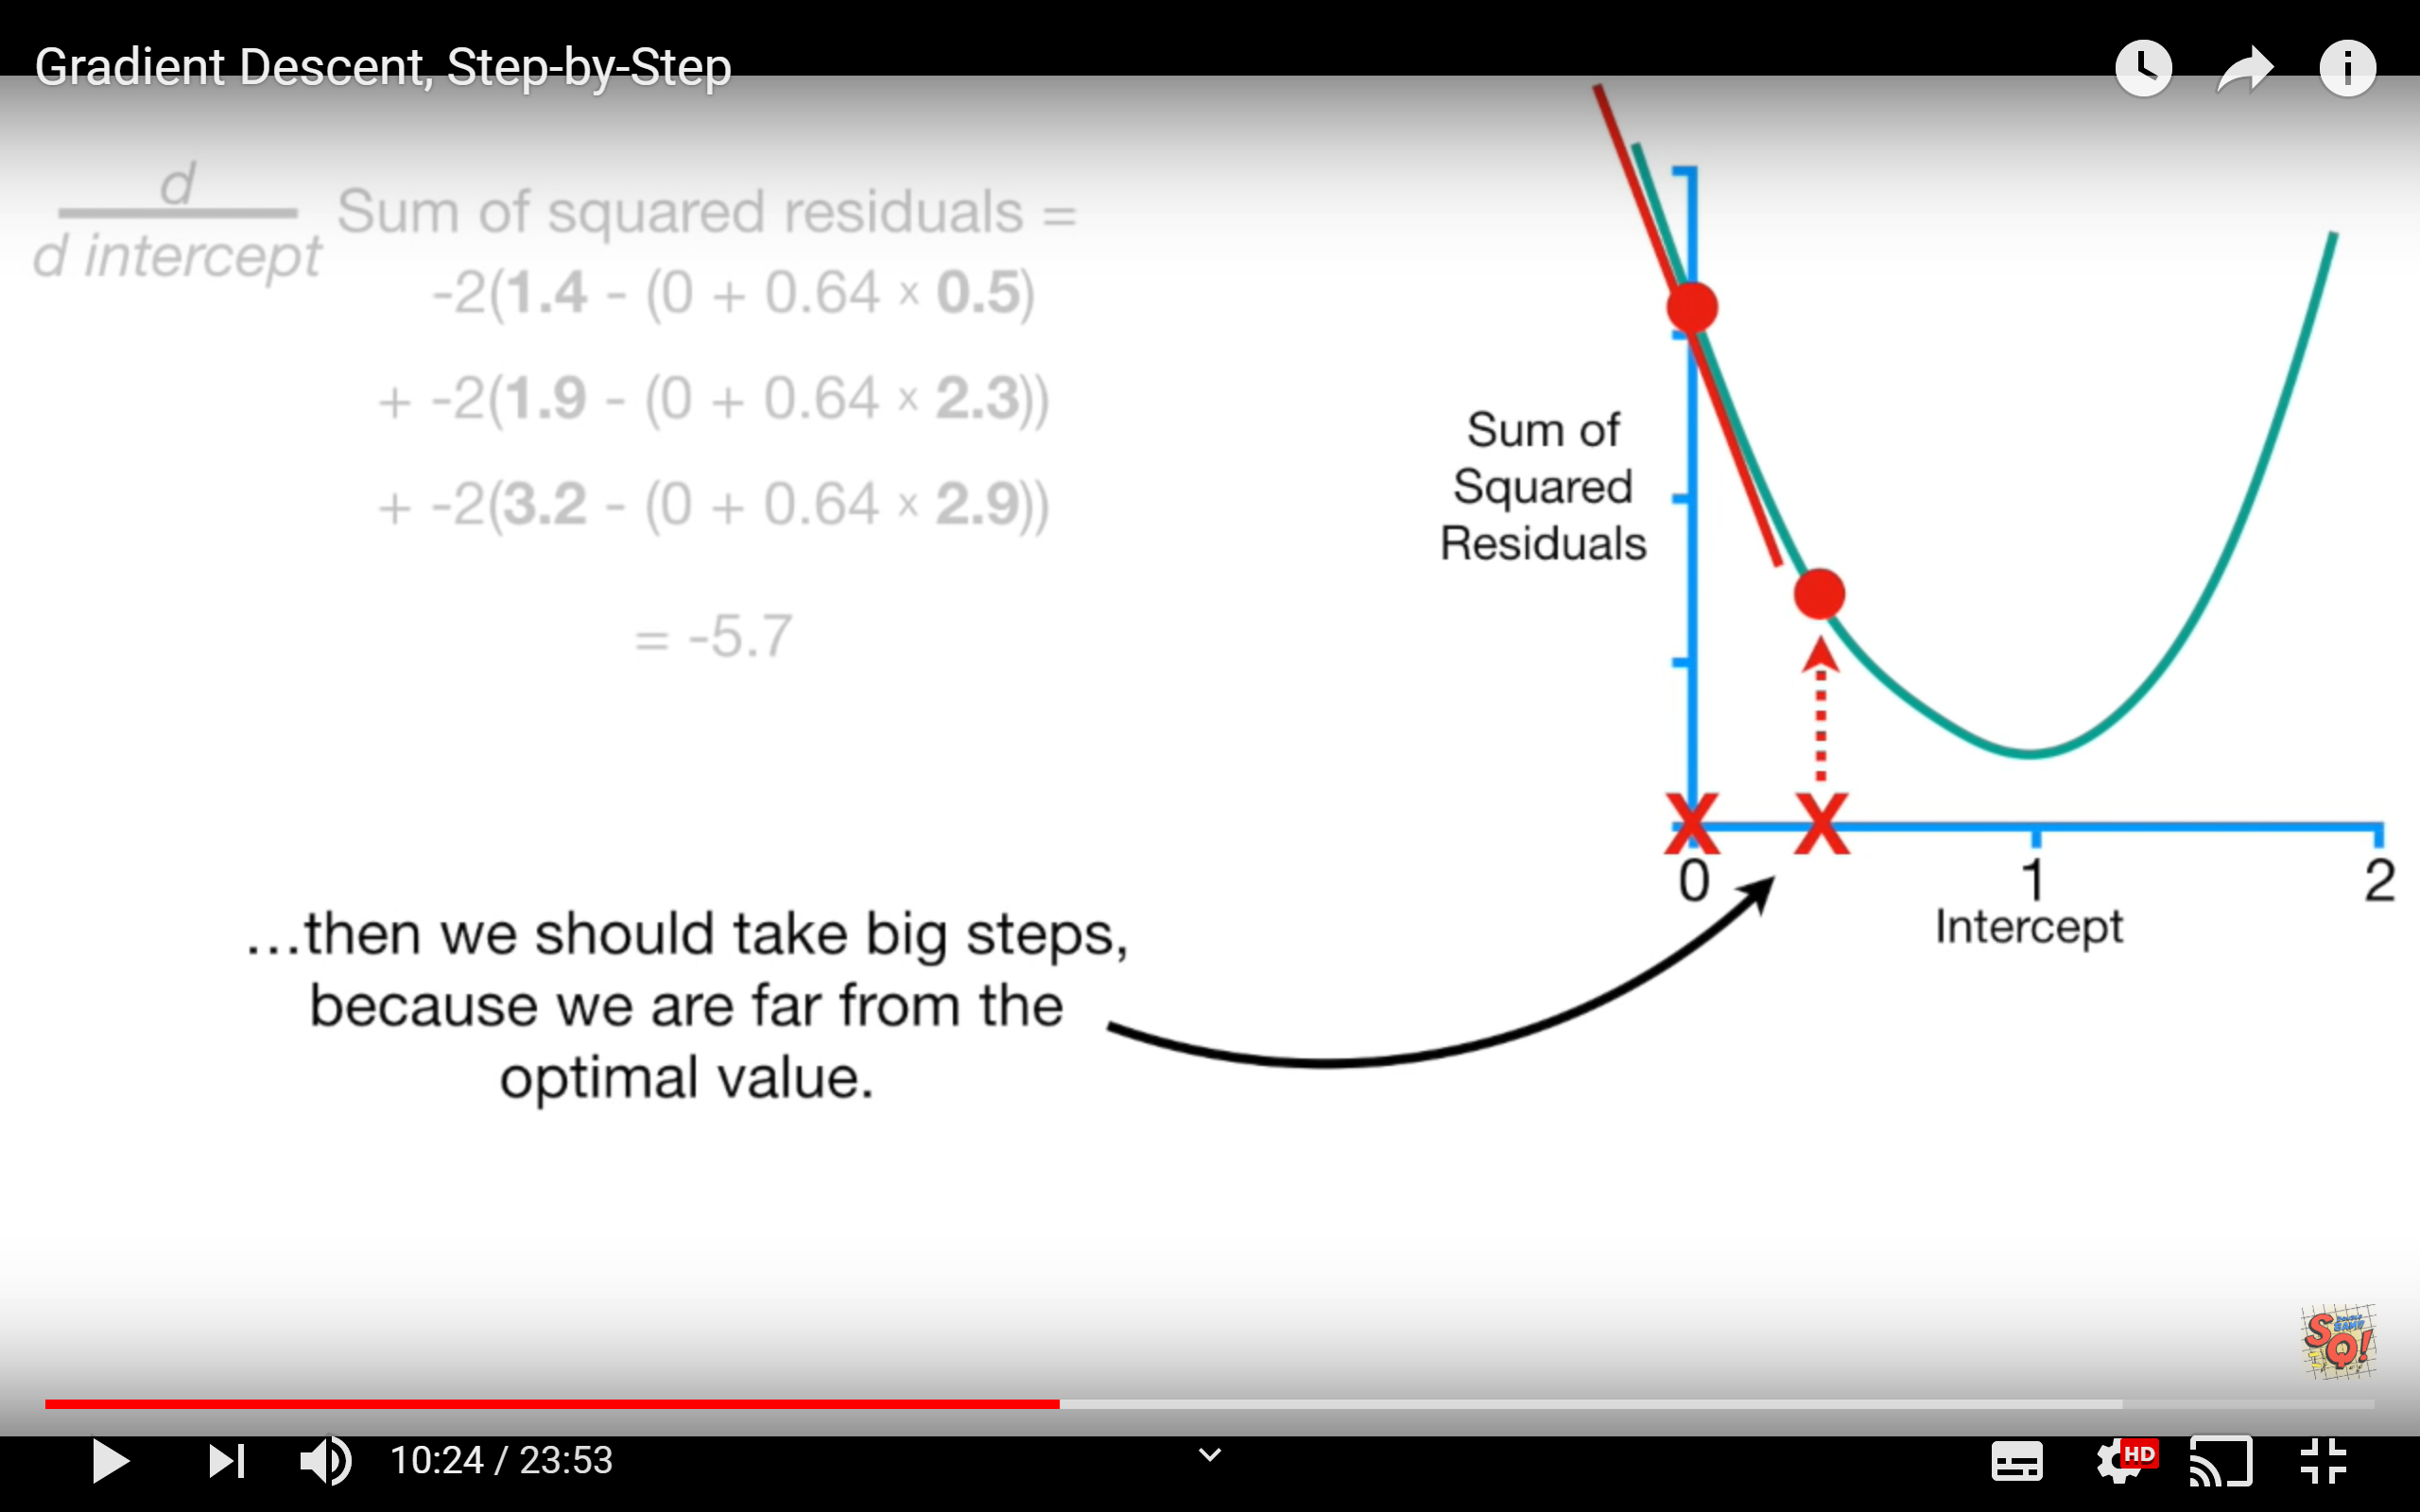 Gradient Descent, Step-by-Step
d
d intercept
Sum of squared residuals =
-2(1.4 - (0 + 0.64 × 0.5)
+ -2(1.9 - (0 + 0.64 × 2.3))
+ -2(3.2 - (0 + 0.64 × 2.9))
= -5.7
Sum of
Squared
Residuals
X X
0 1 2
Intercept
…then we should take big steps,
because we are far from the
optimal value.
SQ!
10:24 / 23:53
HD